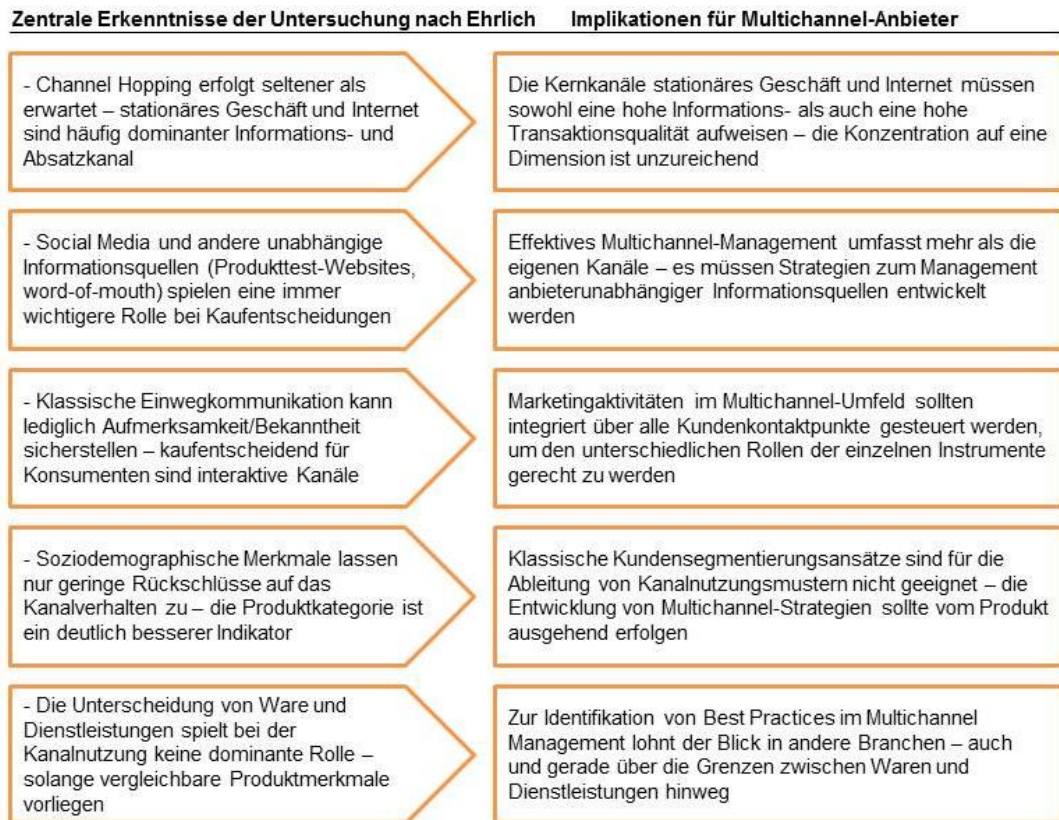 Zentrale Erkenntnisse der Untersuchung nach Ehrlich
Implikationen für Multichannel-Anbieter
- Channel Hopping erfolgt seltener als
erwartet – stationäres Geschäft und Internet
sind häufig dominanter Informations- und
Absatzkanal
Die Kernkanäle stationäres Geschäft und Internet müssen
sowohl eine hohe Informations- als auch eine hohe
Transaktionsqualität aufweisen – die Konzentration auf eine
Dimension ist unzureichend
- Social Media und andere unabhängige
Informationsquellen (Produkttest-Websites,
word-of-mouth) spielen eine immer
wichtigere Rolle bei Kaufentscheidungen
Effektives Multichannel-Management umfasst mehr als die
eigenen Kanäle – es müssen Strategien zum Management
anbieterunabhängiger Informationsquellen entwickelt
werden
- Klassische Einwegkommunikation kann
lediglich Aufmerksamkeit/Bekanntheit
sicherstellen – kaufentscheidend für
Konsumenten sind interaktive Kanäle
Marketingaktivitäten im Multichannel-Umfeld sollten
integriert über alle Kundenkontaktpunkte gesteuert werden,
um den unterschiedlichen Rollen der einzelnen Instrumente
gerecht zu werden
- Soziodemographische Merkmale lassen
nur geringe Rückschlüsse auf das
Kanalverhalten zu – die Produktkategorie ist
ein deutlich besserer Indikator
Klassische Kundensegmentierungsansätze sind für die
Ableitung von Kanalnutzungsmustern nicht geeignet – die
Entwicklung von Multichannel-Strategien sollte vom Produkt
ausgehend erfolgen
- Die Unterscheidung von Ware und
Dienstleistungen spielt bei der
Kanalnutzung keine dominante Rolle –
solange vergleichbare Produktmerkmale
vorliegen
Zur Identifikation von Best Practices im Multichannel
Management lohnt der Blick in andere Branchen – auch
und gerade über die Grenzen zwischen Waren und
Dienstleistungen hinweg